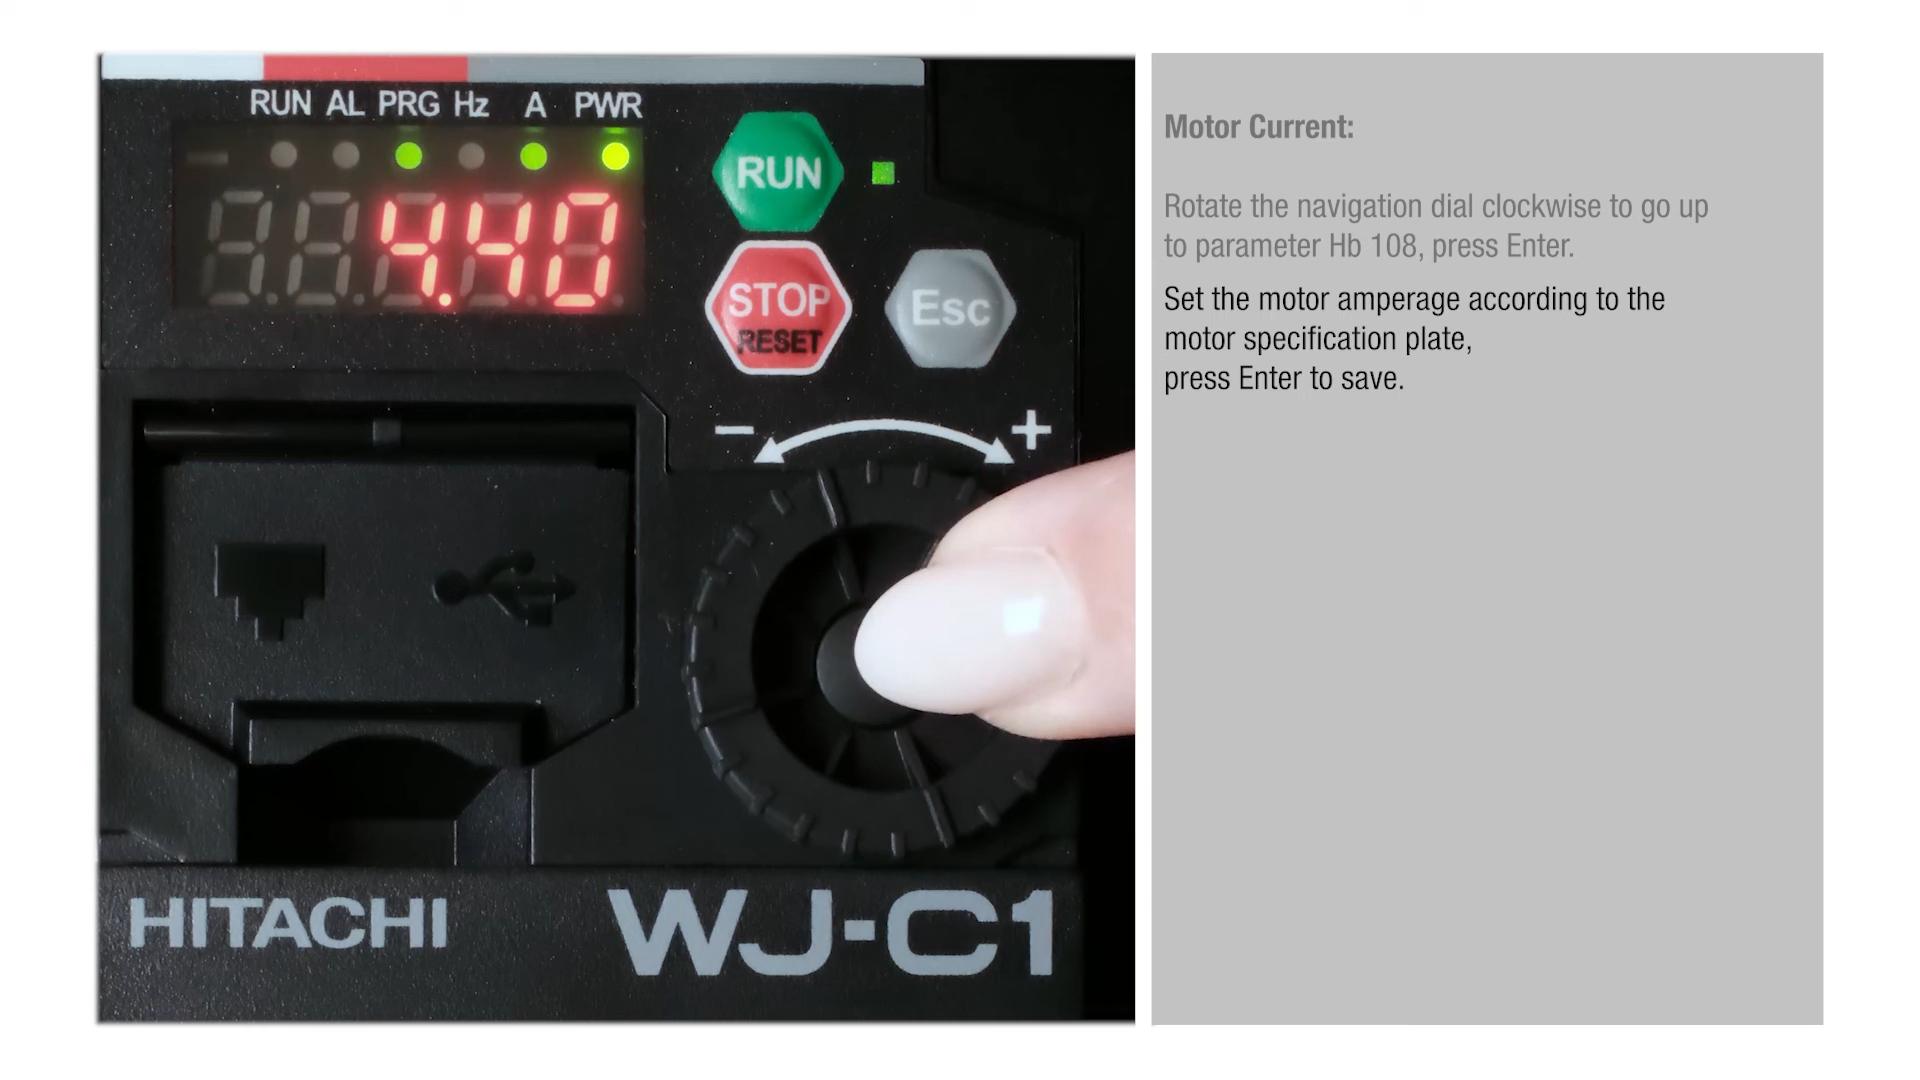 RUN AL PRG Hz A PWR
4.40
RUN
STOP
RESET
Esc
- +
HITACHI
WJ-C1
Motor Current:
Rotate the navigation dial clockwise to go up
to parameter Hb 108, press Enter.
Set the motor amperage according to the
motor specification plate,
press Enter to save.